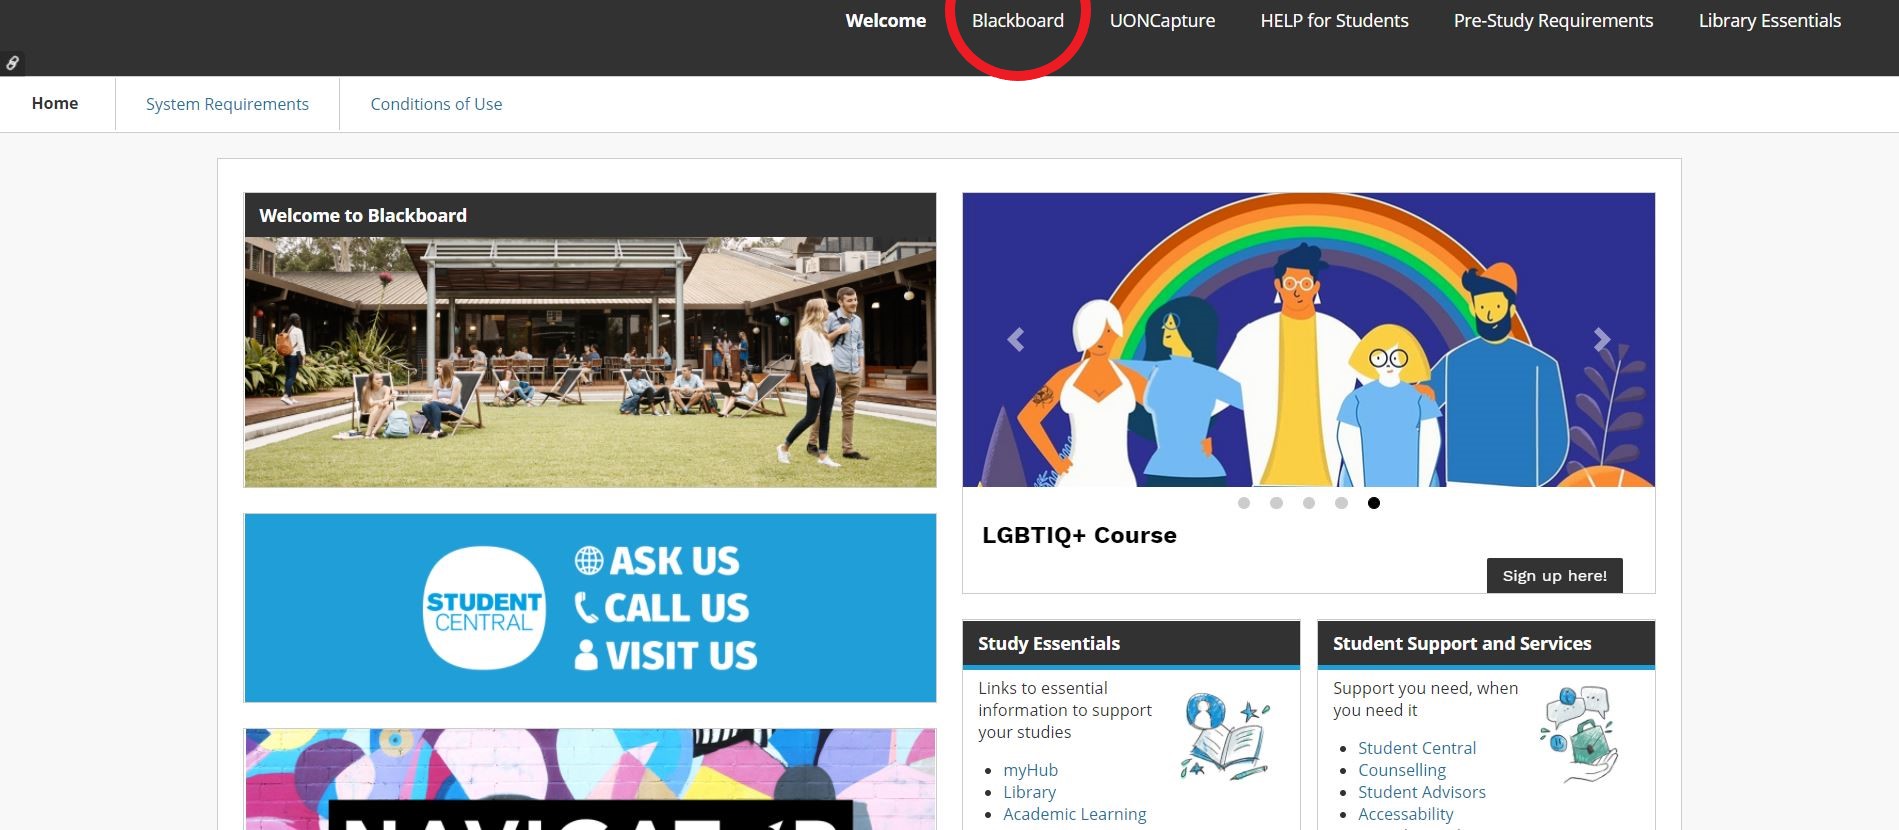 Welcome
Blackboard
UONCapture
HELP for Students
Pre-Study Requirements
Library Essentials
Home
System Requirements
Conditions of Use
Welcome to Blackboard
STUDENT
CENTRAL
ASK US
CALL US
VISIT US
LGBTIQ+ Course
Sign up here!
Study Essentials
Links to essential
information to support
your studies
myHub
Library
Academic Learning
Student Support and Services
Support you need, when
you need it
Student Central
Counselling
Student Advisors
Accessability